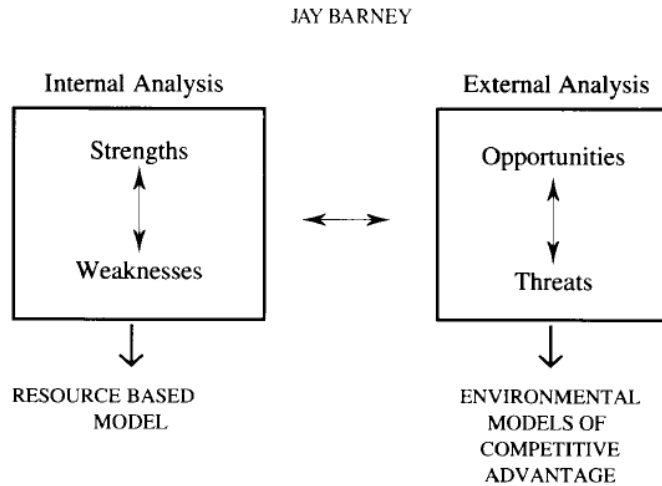 JAY BARNEY
Internal Analysis
External Analysis
Strengths
Opportunities
Weaknesses
Threats
RESOURCE BASED
MODEL
ENVIRONMENTAL
MODELS OF
COMPETITIVE
ADVANTAGE